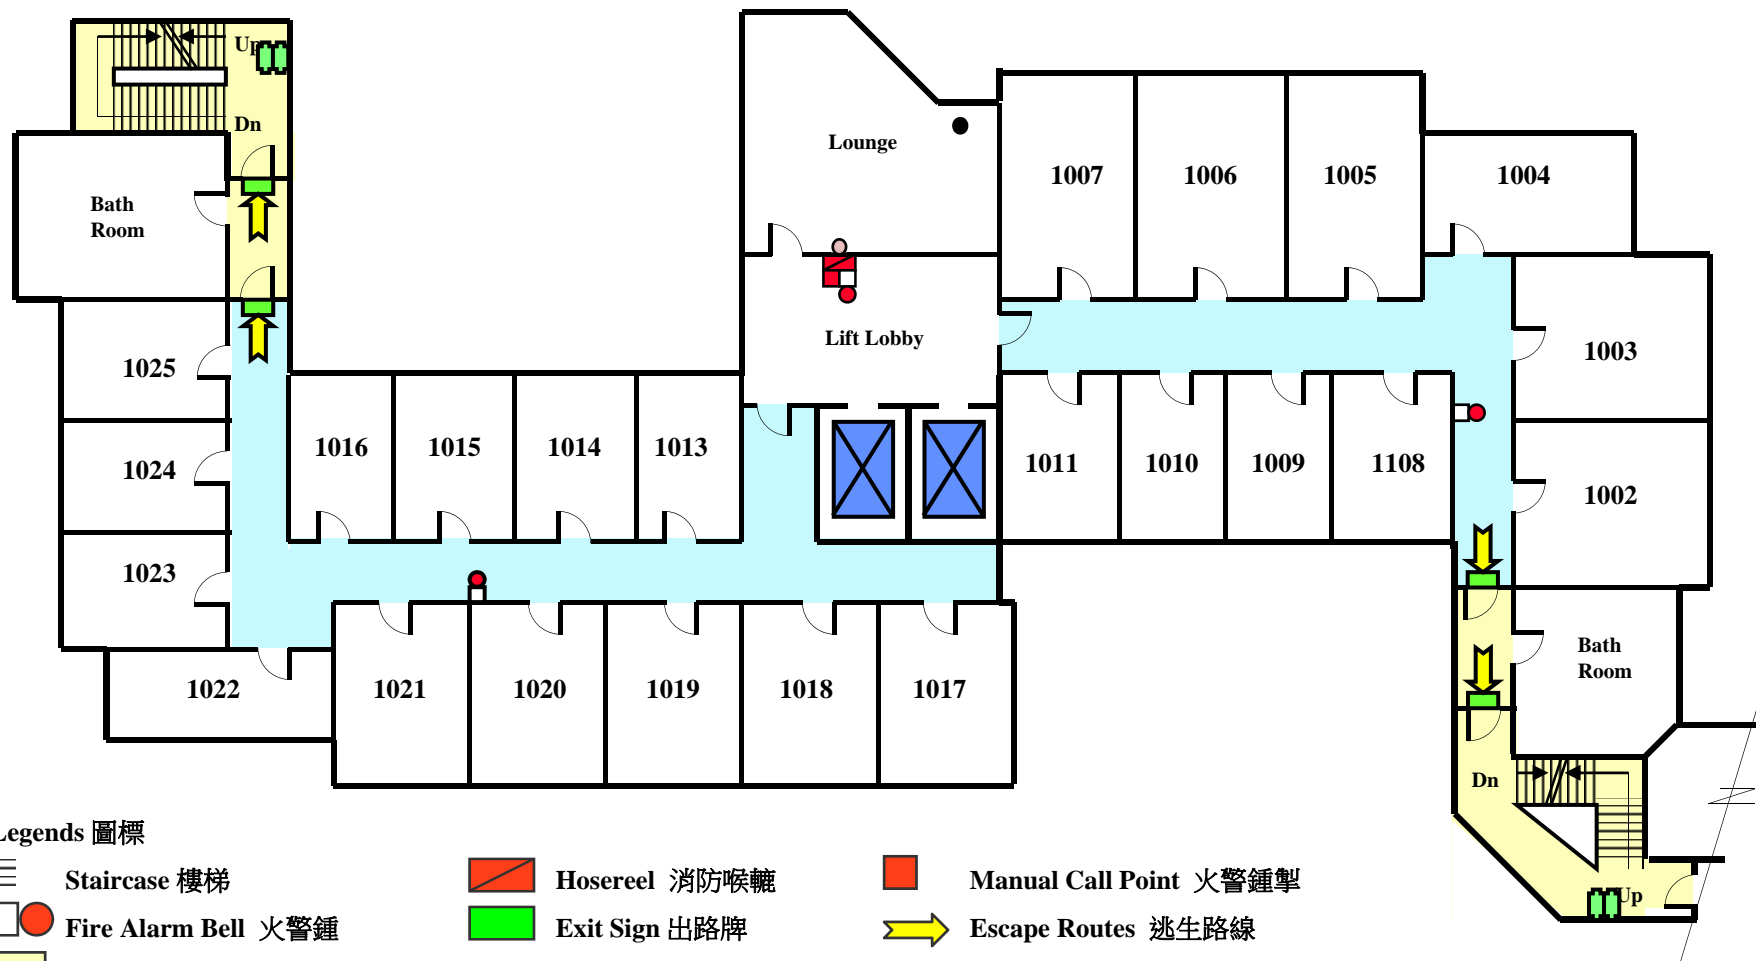 Up
Dn
Bath
Room
Lounge
1007
1006
1005
1004
Lift Lobby
1003
1025
1016
1015
1014
1013
1011
1010
1009
1108
1024
1002
1023
1022
1021
1020
1019
1018
1017
Bath
Room
Dn
Up
Legends 圖標
Staircase 樓梯
Hosereel 消防喉轆
Manual Call Point 火警鐘掣
Fire Alarm Bell 火警鐘
Exit Sign 出路牌
Escape Routes 逃生路線